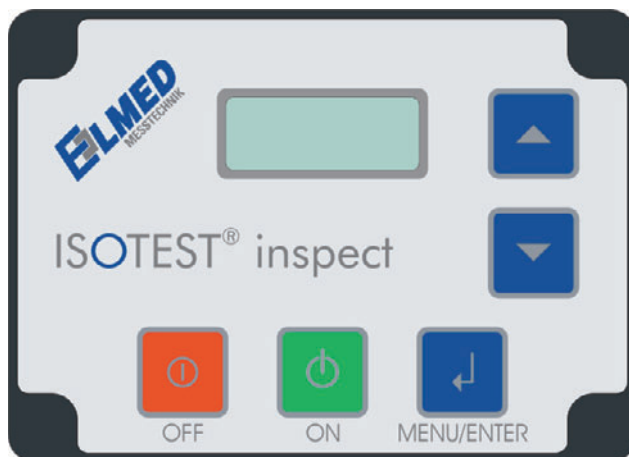 ELMED
MESSTECHNIK
ISOTEST® inspect
OFF
ON
MENU/ENTER